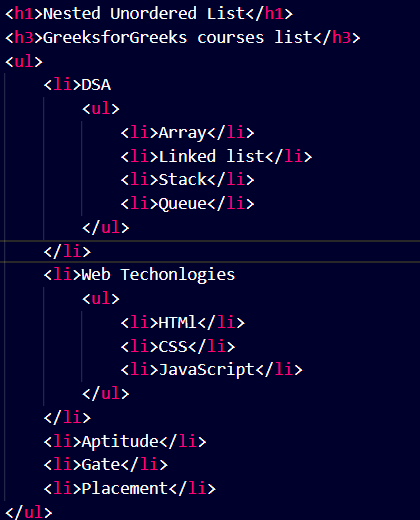 <h1>Nested Unordered List</h1>
<h3>GreeksforGreeks courses list</h3>
<ul>
    <li>DSA
        <ul>
            <li>Array</li>
            <li>Linked list</li>
            <li>Stack</li>
            <li>Queue</li>
        </ul>
    </li>
    <li>Web Techonlogies
        <ul>
            <li>HTMl</li>
            <li>CSS</li>
            <li>JavaScript</li>
        </ul>
    </li>
    <li>Aptitude</li>
    <li>Gate</li>
    <li>Placement</li>
</ul>